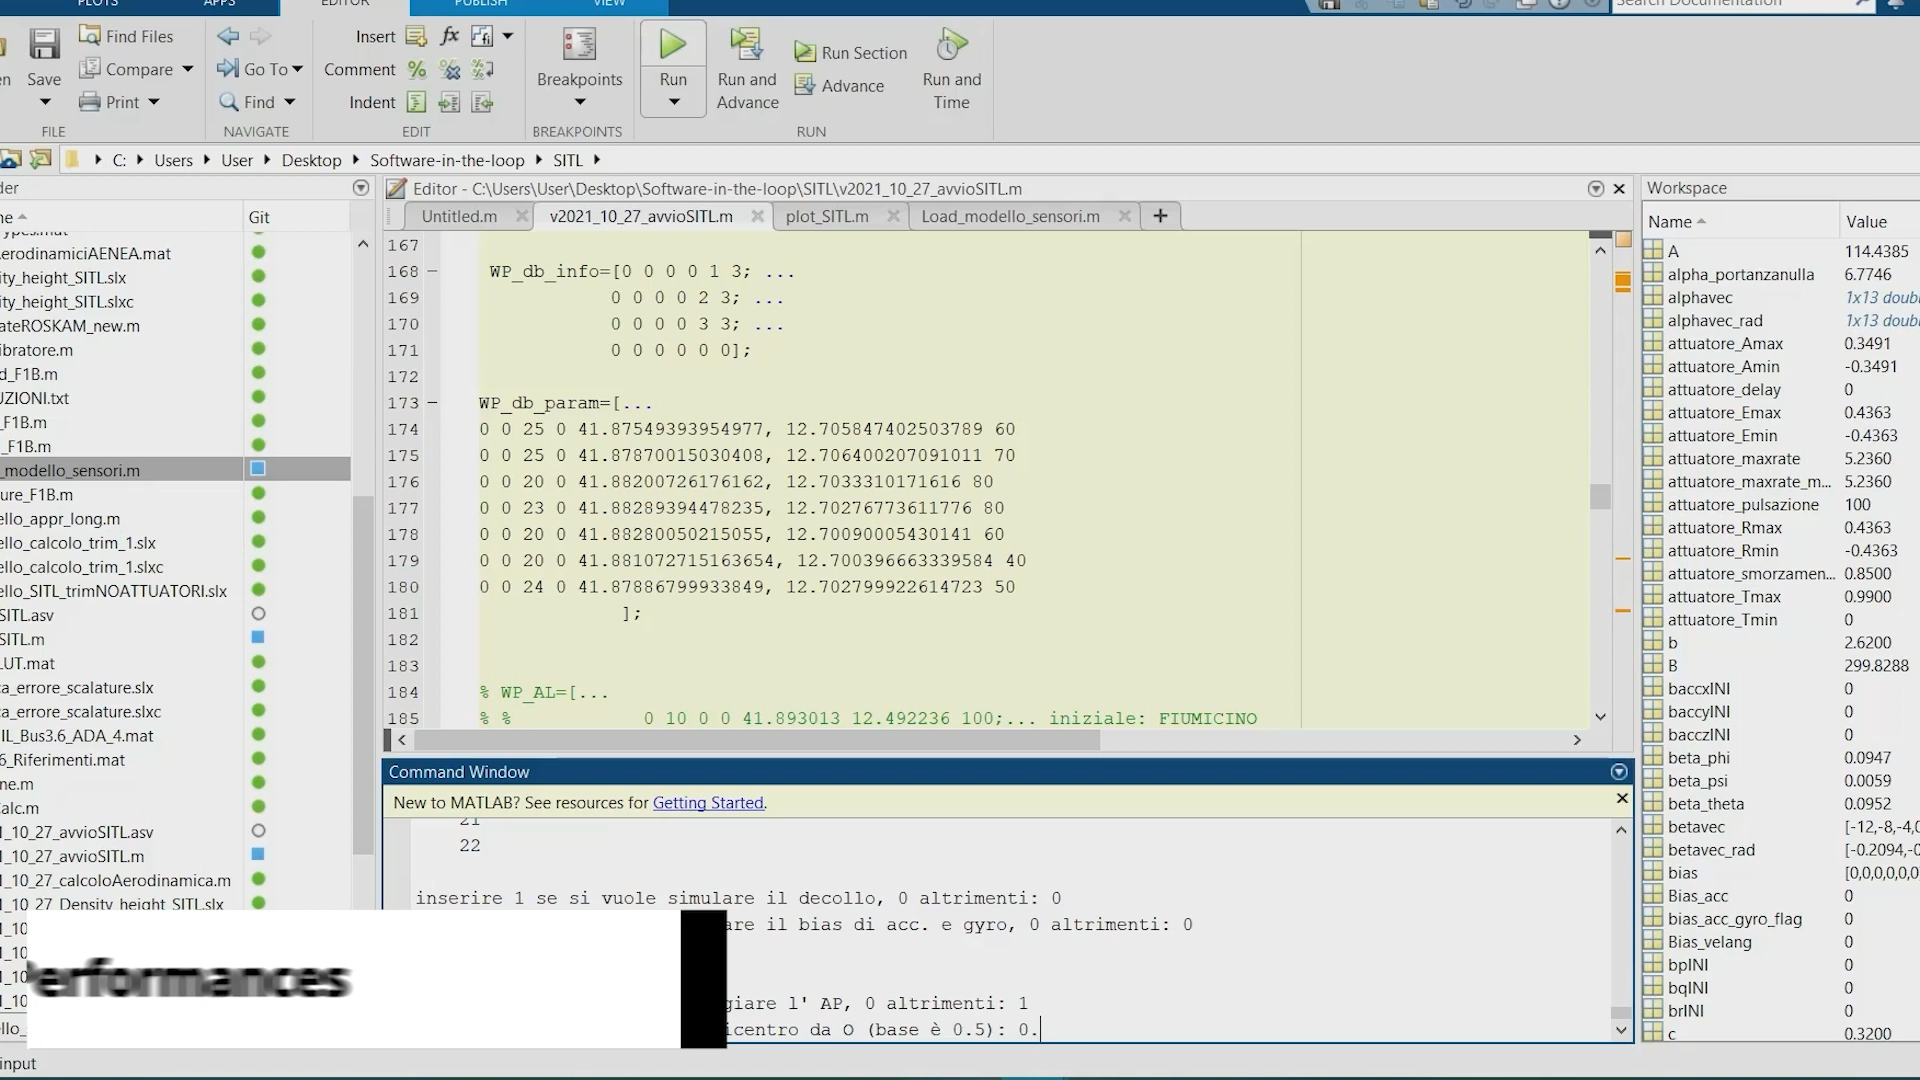 PLOTS APPS EDITOR PUBLISH VIEW Search Documentation
Save Find Files Compare Print
FILE
Go To Find
NAVIGATE
Insert fx Comment Indent
EDIT
Breakpoints
BREAKPOINTS
Run Run and Advance Run Section Advance Run and Time
RUN
C: Users User Desktop Software-in-the-loop SITL
Git
erodinamiciAENEA.mat
ity_height_SITL.slx
ity_height_SITL.slxc
ateROSKAM_new.m
ibratore.m
d_F1B.m
UZIONI.txt
_F1B.m
_F1B.m
_modello_sensori.m
ure_F1B.m
ello_appr_long.m
ello_calcolo_trim_1.slx
ello_calcolo_trim_1.slxc
ello_SITL_trimNOATTUATORI.slx
SITL.asv
SITL.m
LUT.mat
ca_errore_scalature.slx
ca_errore_scalature.slxc
IL_Bus3.6_ADA_4.mat
6_Riferimenti.mat
ne.m
Calc.m
1_10_27_avvioSITL.asv
1_10_27_avvioSITL.m
1_10_27_calcoloAerodinamica.m
1_10_27_Density_height_SITL.slx
Editor - C:\Users\User\Desktop\Software-in-the-loop\SITL\v2021_10_27_avvioSITL.m
Untitled.m v2021_10_27_avvioSITL.m plot_SITL.m Load_modello_sensori.m
167
168 WP_db_info=[0 0 0 0 1 3; ...
169 0 0 0 0 2 3; ...
170 0 0 0 0 3 3; ...
171 0 0 0 0 0 0];
172
173 WP_db_param=[...
174 0 0 25 0 41.87549393954977, 12.705847402503789 60
175 0 0 25 0 41.87870015030408, 12.706400207091011 70
176 0 0 20 0 41.88200726176162, 12.7033310171616 80
177 0 0 23 0 41.88289394478235, 12.70276773611776 80
178 0 0 20 0 41.88280050215055, 12.70090005430141 60
179 0 0 20 0 41.881072715163654, 12.700396663339584 40
180 0 0 24 0 41.87886799933849, 12.702799922614723 50
181 ];
182
183
184 % WP_AL=[...
185 % % 0 10 0 0 41.893013 12.492236 100;... iniziale: FIUMICINO
Command Window
New to MATLAB? See resources for Getting Started.
21
22
inserire 1 se si vuole simulare il decollo, 0 altrimenti: 0
are il bias di acc. e gyro, 0 altrimenti: 0
giare l' AP, 0 altrimenti: 1
icentro da O (base è 0.5): 0.
erformances
input
Workspace
Name Value
A 114.4385
alpha_portanzanulla 6.7746
alphavec 1x13 doubl
alphavec_rad 1x13 doubl
attuatore_Amax 0.3491
attuatore_Amin -0.3491
attuatore_delay 0
attuatore_Emax 0.4363
attuatore_Emin -0.4363
attuatore_maxrate 5.2360
attuatore_maxrate_m... 5.2360
attuatore_pulsazione 100
attuatore_Rmax 0.4363
attuatore_Rmin -0.4363
attuatore_smorzamen... 0.8500
attuatore_Tmax 0.9900
attuatore_Tmin 0
b 2.6200
B 299.8288
baccxINI 0
baccyINI 0
bacczINI 0
beta_phi 0.0947
beta_psi 0.0059
beta_theta 0.0952
betavec [-12,-8,-4,0
betavec_rad [-0.2094,-0
bias [0,0,0,0,0,0
Bias_acc 0
bias_acc_gyro_flag 0
Bias_velang 0
bpINI 0
bqINI 0
brINI 0
c 0.3200